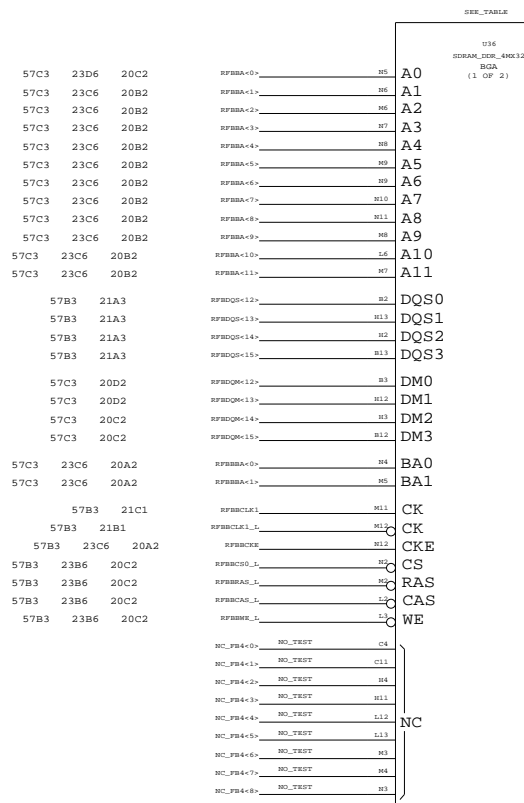 SEE_TABLE
U36
SDRAM_DDR_4MX32
BGA
(1 OF 2)
57C3 23D6 20C2 RFBBA<0> N5 A0
57C3 23C6 20B2 RFBBA<1> N6 A1
57C3 23C6 20B2 RFBBA<2> M6 A2
57C3 23C6 20B2 RFBBA<3> N7 A3
57C3 23C6 20B2 RFBBA<4> N8 A4
57C3 23C6 20B2 RFBBA<5> M9 A5
57C3 23C6 20B2 RFBBA<6> N9 A6
57C3 23C6 20B2 RFBBA<7> N10 A7
57C3 23C6 20B2 RFBBA<8> N11 A8
57C3 23C6 20B2 RFBBA<9> M8 A9
57C3 23C6 20B2 RFBBA<10> L6 A10
57C3 23C6 20B2 RFBBA<11> M7 A11
57B3 21A3 RFBDQS<12> B2 DQS0
57B3 21A3 RFBDQS<13> H13 DQS1
57B3 21A3 RFBDQS<14> H2 DQS2
57B3 21A3 RFBDQS<15> B13 DQS3
57C3 20D2 RFBDQM<12> B3 DM0
57C3 20D2 RFBDQM<13> H12 DM1
57C3 20C2 RFBDQM<14> H3 DM2
57C3 20C2 RFBDQM<15> B12 DM3
57C3 23C6 20A2 RFBBBA<0> N4 BA0
57C3 23C6 20A2 RFBBBA<1> M5 BA1
57B3 21C1 RFBBCLK1 M11 CK
57B3 21B1 RFBBCLK1_L M12 CK
57B3 23C6 20A2 RFBBCKE N12 CKE
57B3 23B6 20C2 RFBBCS0_L N2 CS
57B3 23B6 20C2 RFBBRAS_L M2 RAS
57B3 23B6 20C2 RFBBCAS_L L2 CAS
57B3 23B6 20C2 RFBBWE_L L3 WE
NC_FB4<0> NO_TEST C4
NC_FB4<1> NO_TEST C11
NC_FB4<2> NO_TEST H4
NC_FB4<3> NO_TEST H11
NC_FB4<4> NO_TEST L12
NC
NC_FB4<5> NO_TEST L13
NC_FB4<6> NO_TEST M3
NC_FB4<7> NO_TEST M4
NC_FB4<8> NO_TEST N3